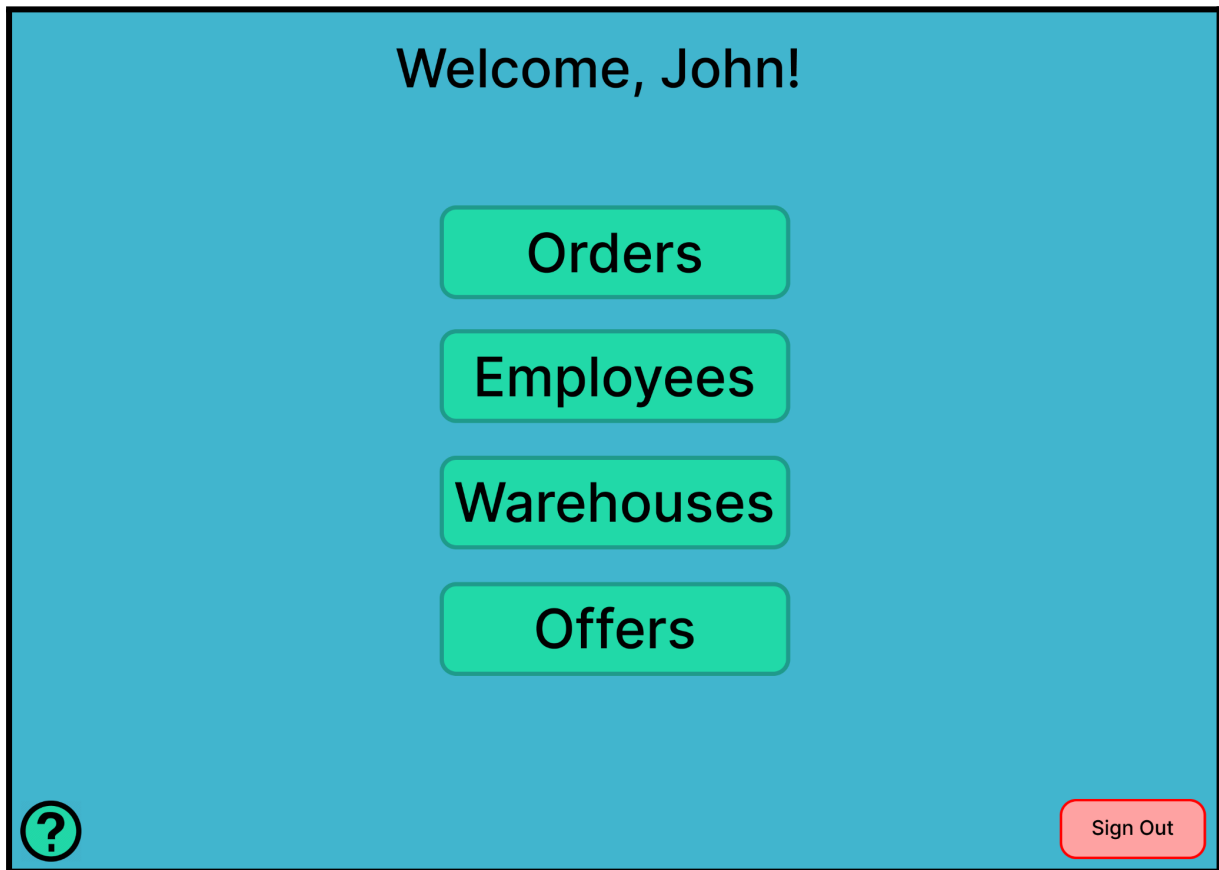 Welcome, John!
Orders
Employees
Warehouses
Offers
?
Sign Out